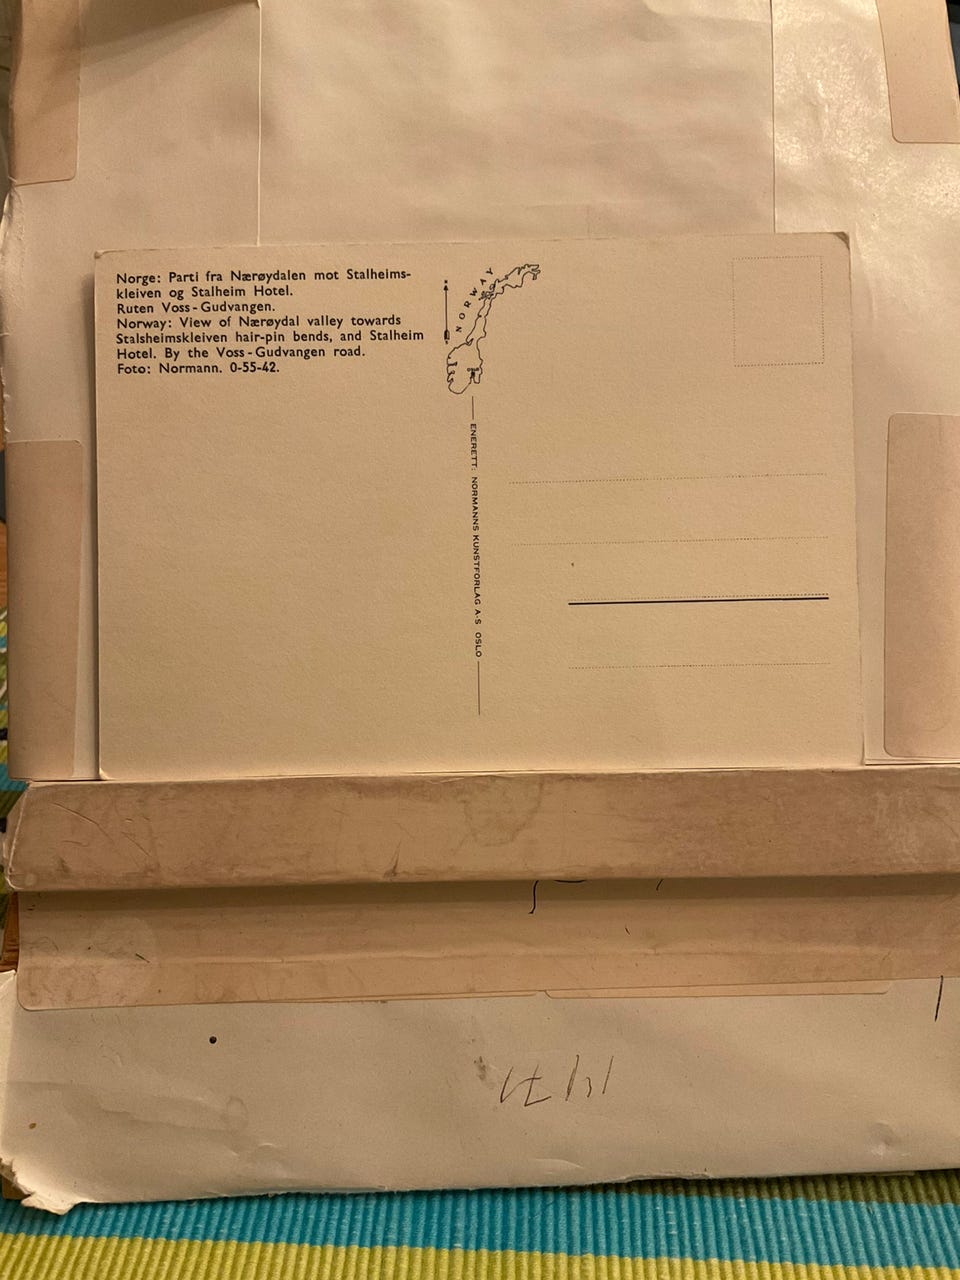 Norge: Parti fra Nærøydalen mot Stalheims-
kleiven og Stalheim Hotel.
Ruten Voss - Gudvangen.
Norway: View of Nærøydal valley towards
Stalsheimskleiven hair-pin bends, and Stalheim
Hotel. By the Voss - Gudvangen road.
Foto: Normann. 0-55-42.
NORWAY
ENERETT: NORMANNS KUNSTFORLAG A-S OSLO